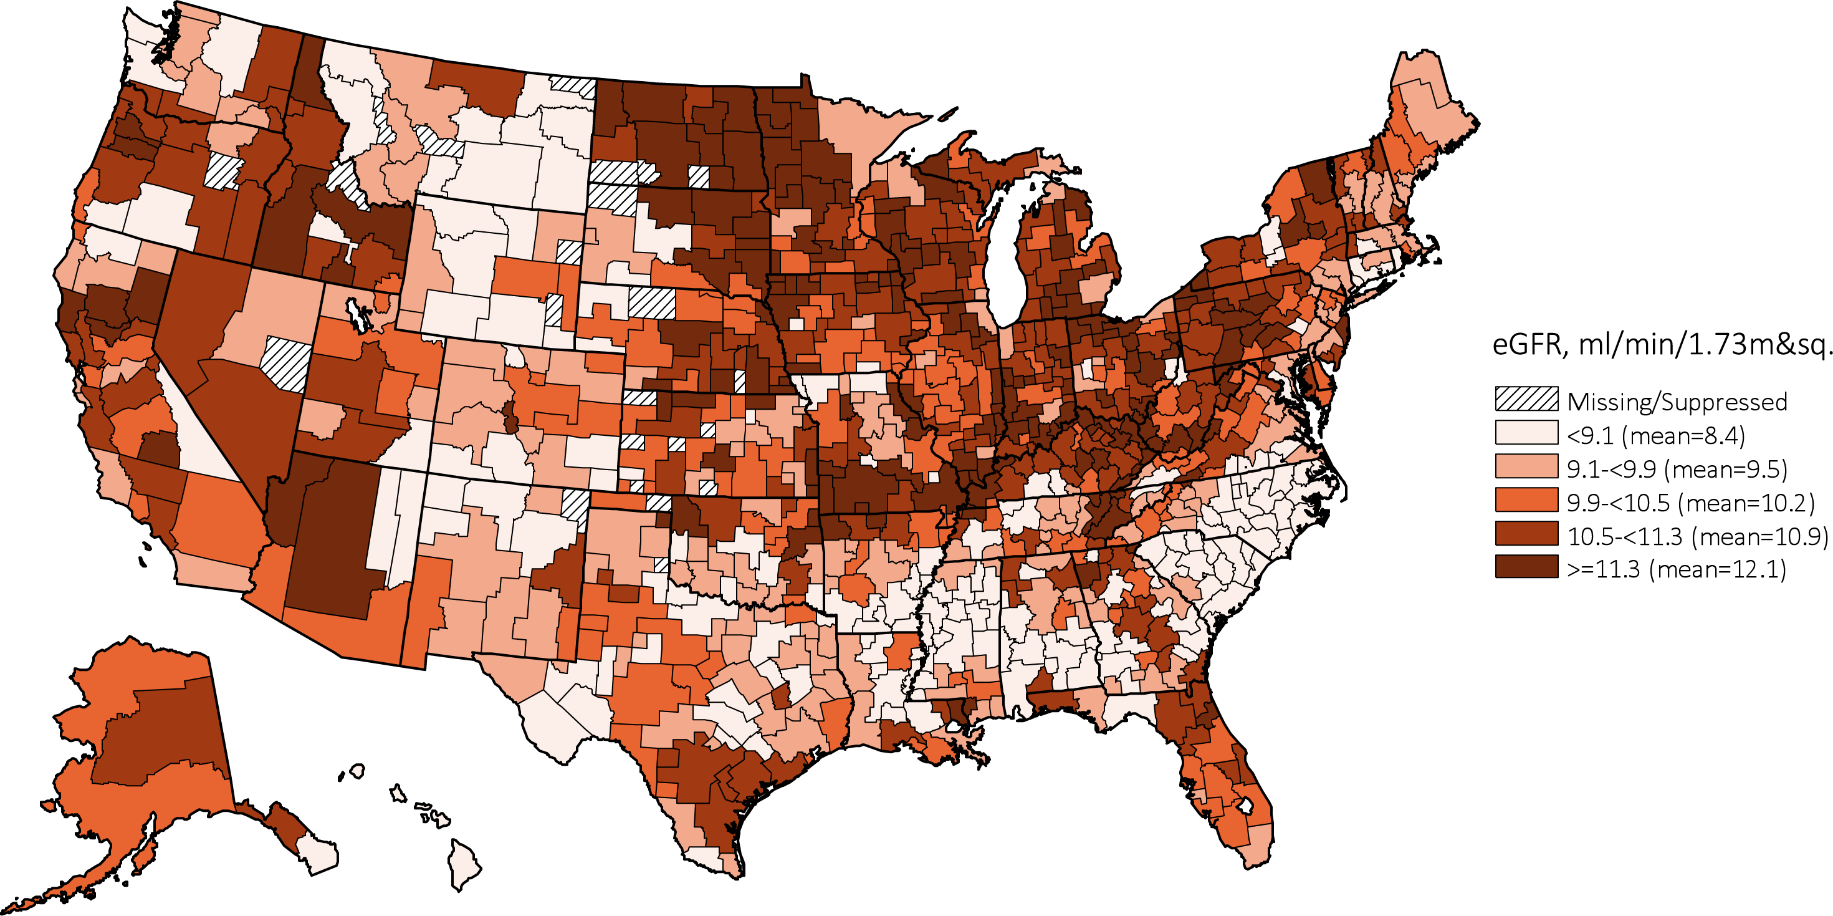 eGFR, ml/min/1.73m&sq.
Missing/Suppressed
<9.1 (mean=8.4)
9.1-<9.9 (mean=9.5)
9.9-<10.5 (mean=10.2)
10.5-<11.3 (mean=10.9)
>=11.3 (mean=12.1)